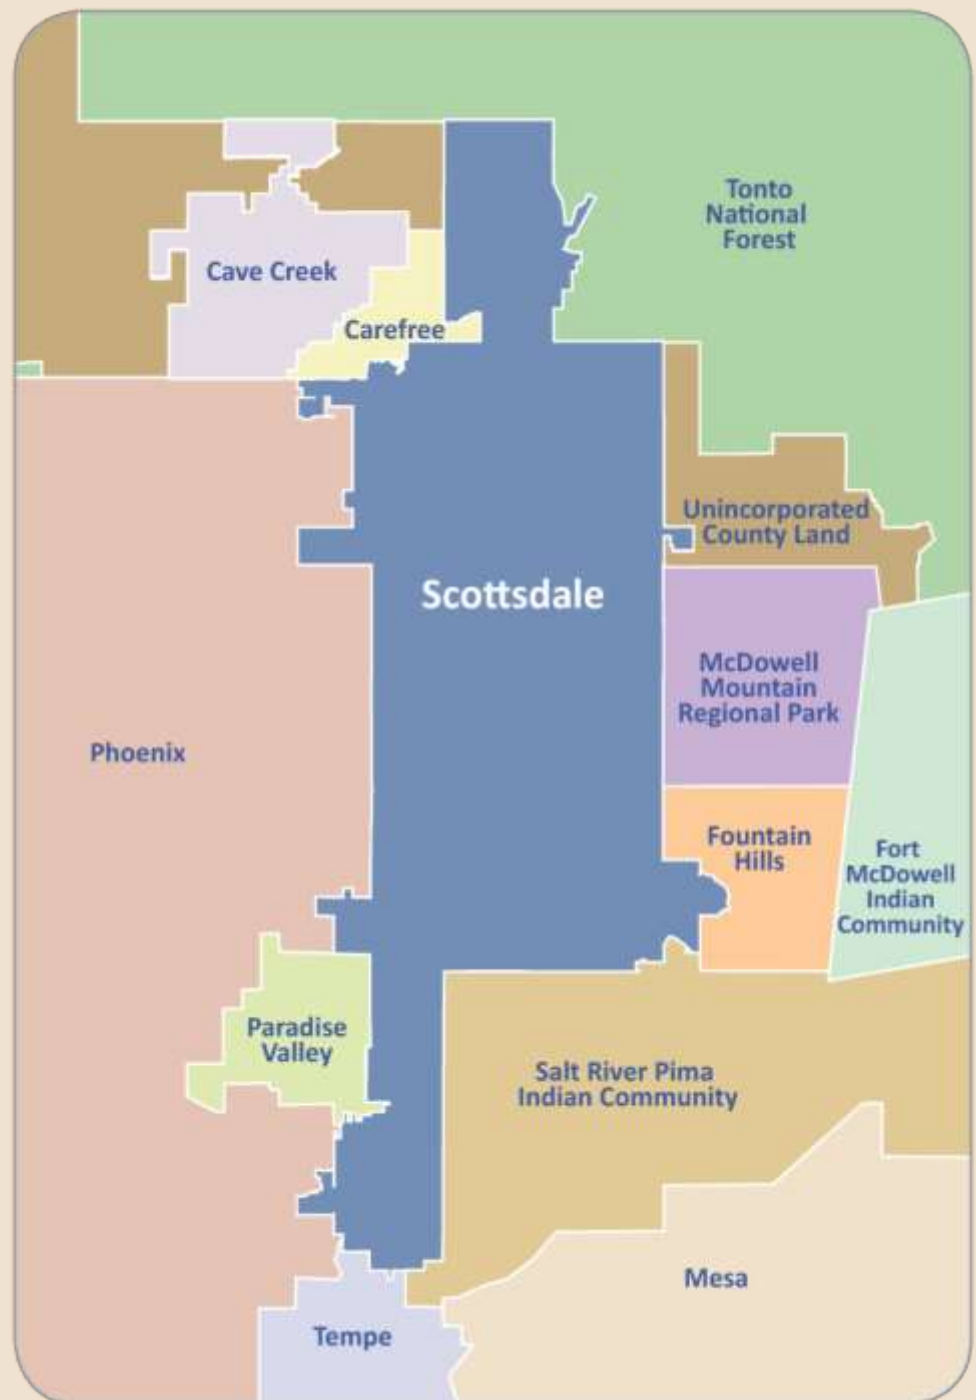 Tonto
National
Forest
Cave Creek
Carefree
Unincorporated
County Land
Scottsdale
McDowell
Mountain
Regional Park
Phoenix
Fountain
Hills
Fort
McDowell
Indian
Community
Paradise
Valley
Salt River Pima
Indian Community
Mesa
Tempe